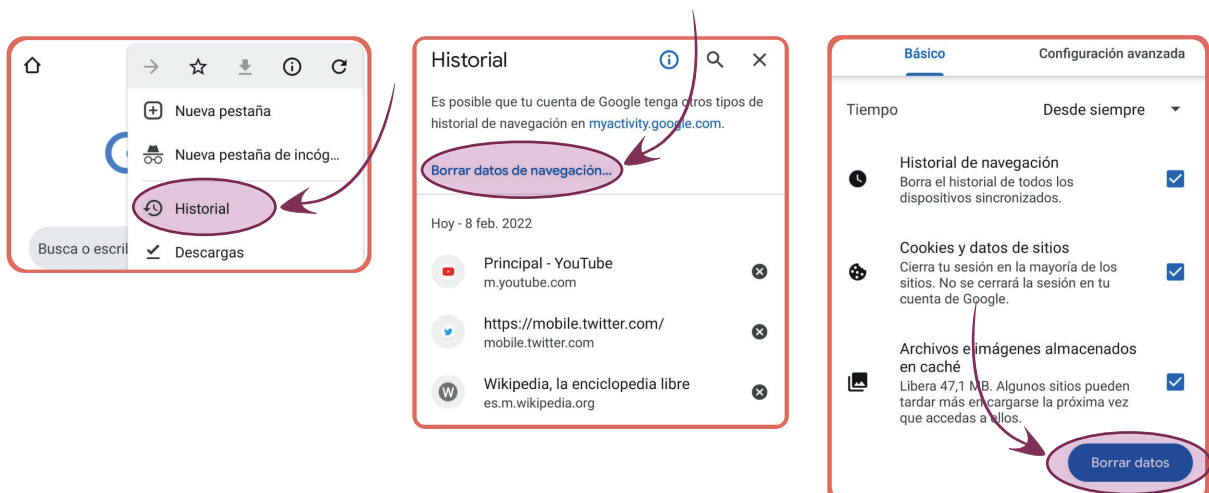 Nueva pestaña
Nueva pestaña de incóg...
Historial
Busca o escril
Descargas
Historial
Es posible que tu cuenta de Google tenga otros tipos de
historial de navegación en myactivity.google.com.
Borrar datos de navegación...
Hoy - 8 feb. 2022
Principal - YouTube
m.youtube.com
https://mobile.twitter.com/
mobile.twitter.com
W
Wikipedia, la enciclopedia libre
es.m.wikipedia.org
Básico
Configuración avanzada
Tiempo
Desde siempre
Historial de navegación
Borra el historial de todos los
dispositivos sincronizados.
Cookies y datos de sitios
Cierra tu sesión en la mayoría de los
sitios. No se cerrará la sesión en tu
cuenta de Google.
Archivos e imágenes almacenados
en caché
Libera 47,1 MB. Algunos sitios pueden
tardar más en cargarse la próxima vez
que accedas a ellos.
Borrar datos